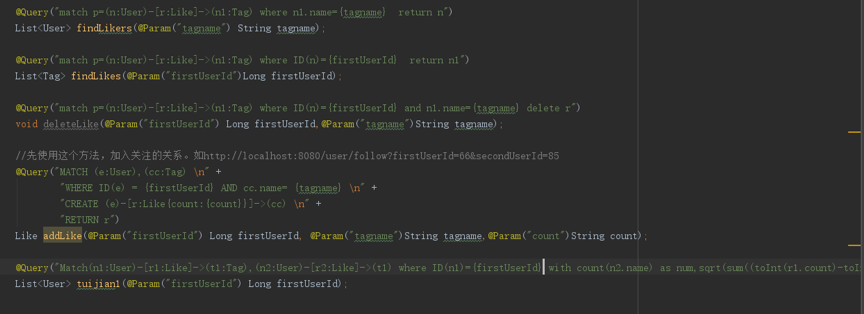 @Query("match p=(n:User)-[r:Like]->(n1:Tag) where n1.name={tagname}  return n")
List<User> findLikers(@Param("tagname") String tagname);
@Query("match p=(n:User)-[r:Like]->(n1:Tag) where ID(n)={firstUserId}  return n1")
List<Tag> findLikes(@Param("firstUserId")Long firstUserId);
@Query("match p=(n:User)-[r:Like]->(n1:Tag) where ID(n)={firstUserId} and n1.name={tagname} delete r")
void deleteLike(@Param("firstUserId") Long firstUserId,@Param("tagname")String tagname);
//先使用这个方法，加入关注的关系。如http://localhost:8080/user/follow?firstUserId=66&secondUserId=85
@Query("MATCH (e:User),(cc:Tag) \n" +
"WHERE ID(e) = {firstUserId} AND cc.name= {tagname} \n" +
"CREATE (e)-[r:Like{count:{count}}]->(cc) \n" +
"RETURN r")
Like addLike(@Param("firstUserId") Long firstUserId, @Param("tagname")String tagname,@Param("count")String count);
@Query("Match(n1:User)-[r1:Like]->(t1:Tag),(n2:User)-[r2:Like]->(t1) where ID(n1)={firstUserId} with count(n2.name) as num,sqrt(sum((toInt(r1.count)-toIn
List<User> tuijian1(@Param("firstUserId") Long firstUserId);